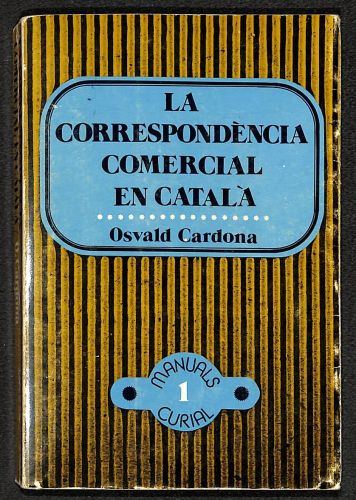 LA
CORRESPONDÈNCIA
COMERCIAL
EN CATALÀ
Osvald Cardona
MANUALS
1
CURIAL